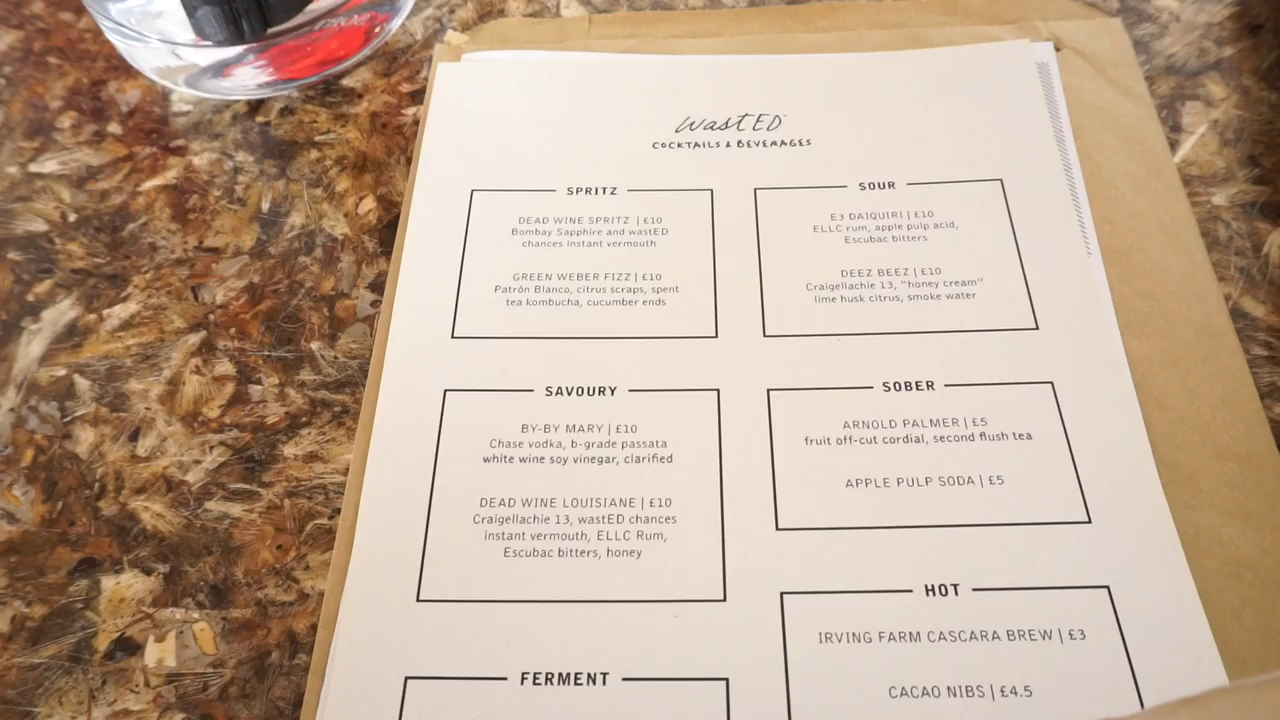 wastED
COCKTAILS & BEVERAGES
SPRITZ
DEAD WINE SPRITZ | £10
Bombay Sapphire and wastED
chances instant vermouth
GREEN WEBER FIZZ | £10
Patrón Blanco, citrus scraps, spent
tea kombucha, cucumber ends
SOUR
E3 DAIQUIRI | £10
ELLC rum, apple pulp acid,
Escubac bitters
DEEZ BEEZ | £10
Craigellachie 13, "honey cream"
lime husk citrus, smoke water
SAVOURY
BY-BY MARY | £10
Chase vodka, b-grade passata
white wine soy vinegar, clarified
DEAD WINE LOUISIANE | £10
Craigellachie 13, wastED chances
instant vermouth, ELLC Rum,
Escubac bitters, honey
SOBER
ARNOLD PALMER | £5
fruit off-cut cordial, second flush tea
APPLE PULP SODA | £5
FERMENT
HOT
IRVING FARM CASCARA BREW | £3
CACAO NIBS | £4.5